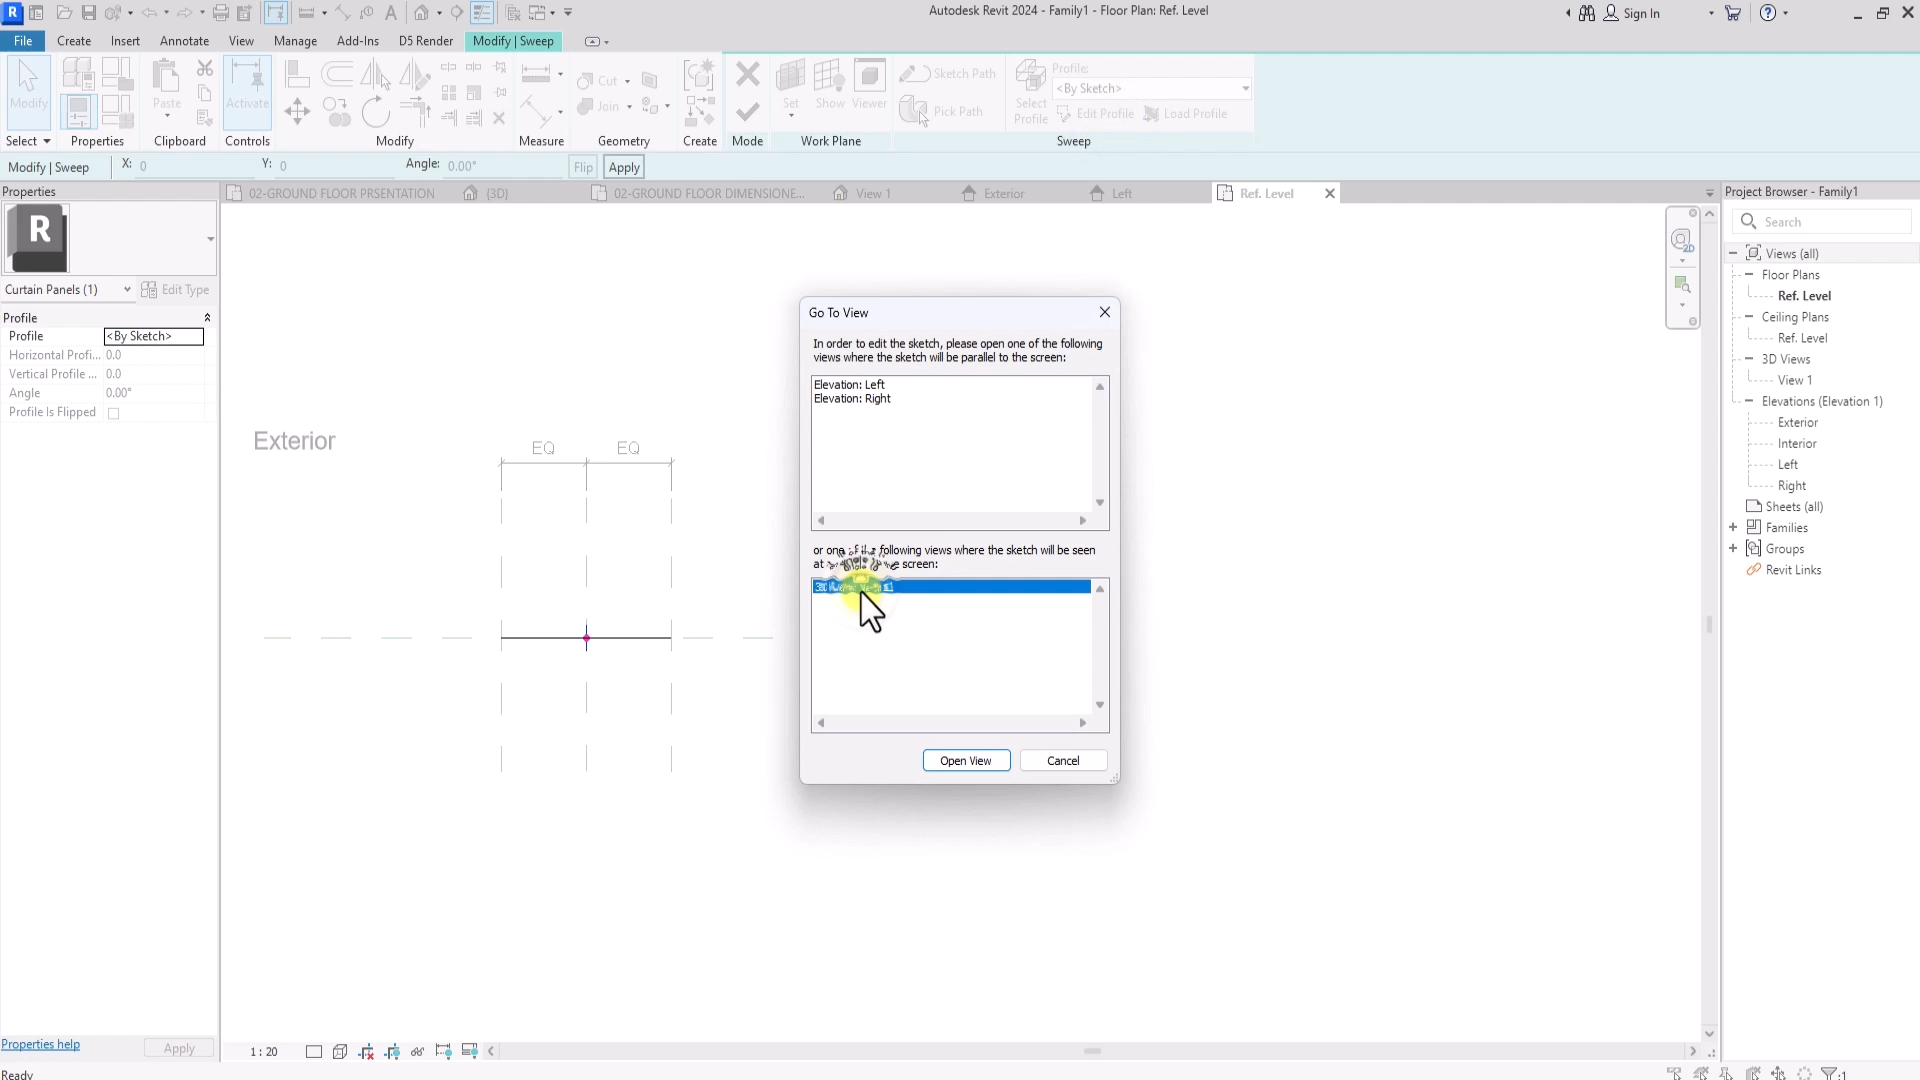 Autodesk Revit 2024 - Family1 - Floor Plan: Ref. Level
Sign In
File Create Insert Annotate View Manage Add-Ins D5 Render Modify | Sweep
Modify
Paste
Activate
Cut
Join
Set Show Viewer
Sketch Path
Pick Path
Select Profile
Profile:
<By Sketch>
Edit Profile Load Profile
Select Properties Clipboard Controls Modify Measure Geometry Create Mode Work Plane Sweep
Modify | Sweep X: 0 Y: 0 Angle: 0.00° Flip Apply
Properties
02-GROUND FLOOR PRSENTATION {3D} 02-GROUND FLOOR DIMENSIONE... View 1 Exterior Left Ref. Level
R
Curtain Panels (1) Edit Type
Profile
Profile <By Sketch>
Horizontal Profi... 0.0
Vertical Profile ... 0.0
Angle 0.00°
Profile Is Flipped
Properties help Apply
Exterior
EQ EQ
Go To View
In order to edit the sketch, please open one of the following
views where the sketch will be parallel to the screen:
Elevation: Left
Elevation: Right
or one of the following views where the sketch will be seen
at screen:
Open View Cancel
2D
Project Browser - Family1
Search
Views (all)
Floor Plans
Ref. Level
Ceiling Plans
Ref. Level
3D Views
View 1
Elevations (Elevation 1)
Exterior
Interior
Left
Right
Sheets (all)
Families
Groups
Revit Links
1 : 20
Ready
:1